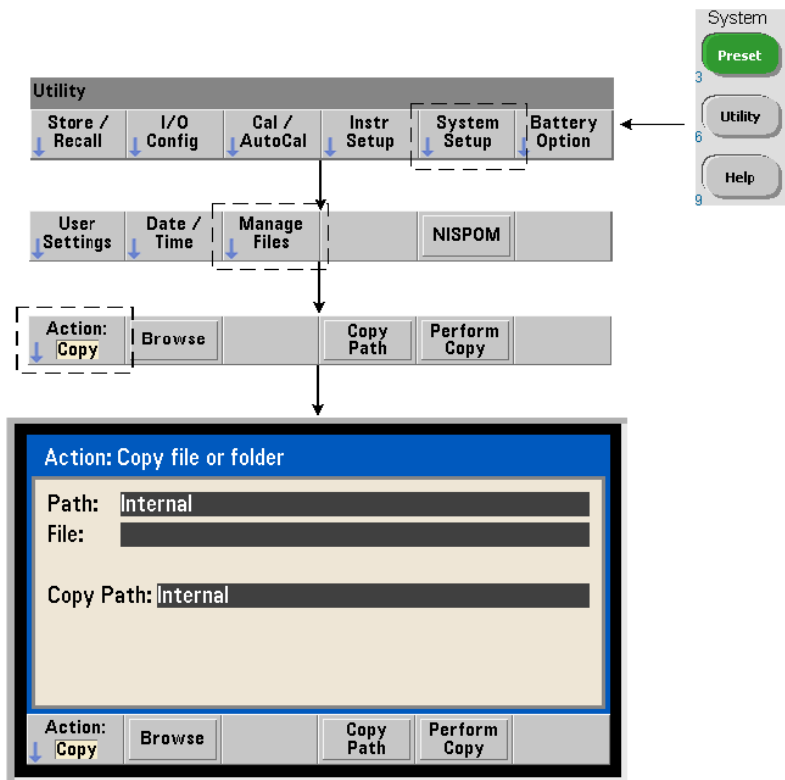 System
Preset
3
Utility
6
Help
9
Utility
Store /
Recall
I/O
Config
Cal /
AutoCal
Instr
Setup
System
Setup
Battery
Option
User
Settings
Date /
Time
Manage
Files
NISPOM
Action:
Copy
Browse
Copy
Path
Perform
Copy
Action: Copy file or folder
Path: Internal
File:
Copy Path: Internal
Action:
Copy
Browse
Copy
Path
Perform
Copy